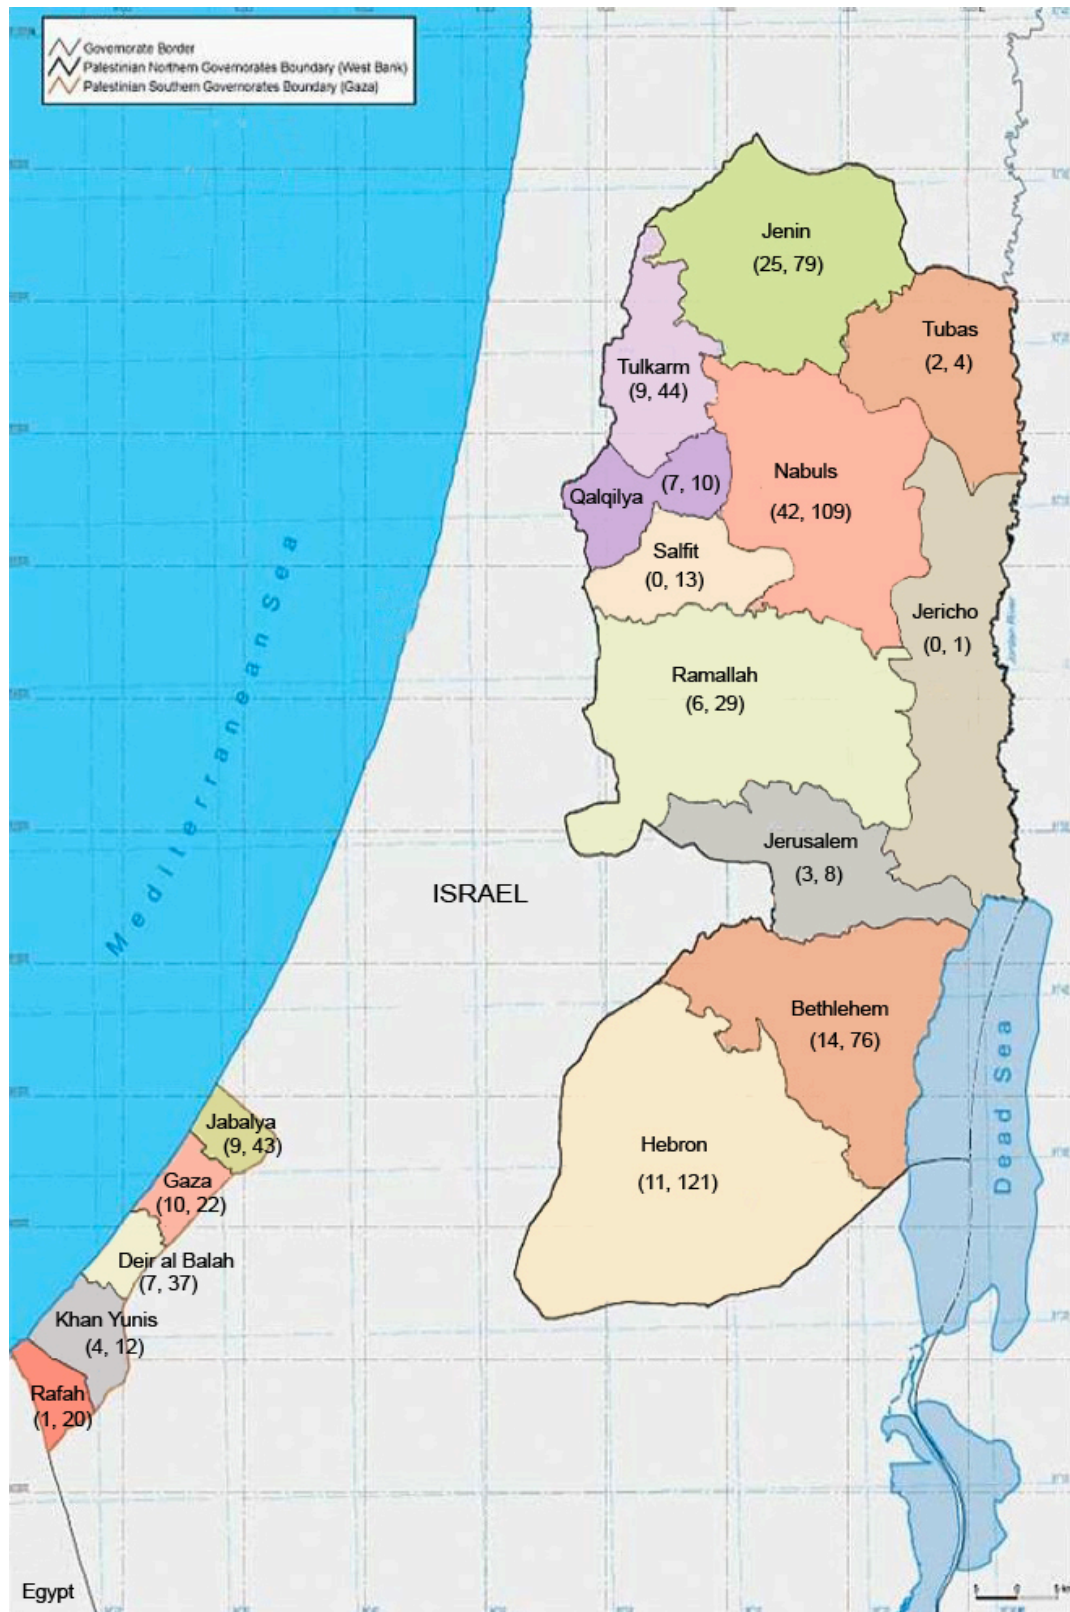 Governorate Border
Palestinian Northern Governorates Boundary (West Bank)
Palestinian Southern Governorates Boundary (Gaza)
Jenin
(25, 79)
Tubas
(2, 4)
Tulkarm
(9, 44)
Nabuls
(42, 109)
Qalqilya
(7, 10)
Salfit
(0, 13)
Jericho
(0, 1)
Jordan River
Ramallah
(6, 29)
Mediterranean Sea
Jerusalem
(3, 8)
ISRAEL
Bethlehem
(14, 76)
Dead Sea
Hebron
(11, 121)
Jabalya
(9, 43)
Gaza
(10, 22)
Deir al Balah
(7, 37)
Khan Yunis
(4, 12)
Rafah
(1, 20)
Egypt